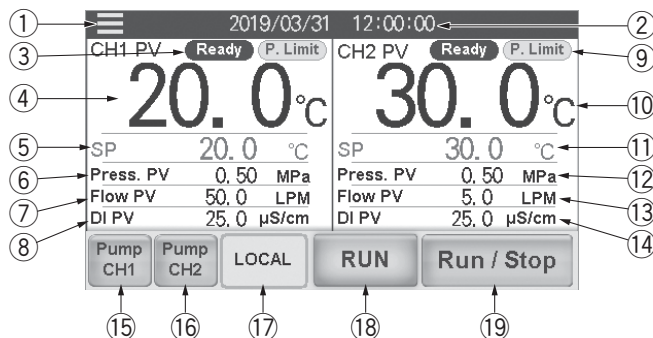 ① 2019/03/31 12:00:00 ②
③ CH1 PV Ready P. Limit CH2 PV Ready P. Limit ⑨
④ 20.0°C 30.0°C ⑩
⑤ SP 20.0 °C SP 30.0 °C ⑪
⑥ Press. PV 0.50 MPa Press. PV 0.50 MPa ⑫
⑦ Flow PV 50.0 LPM Flow PV 5.0 LPM ⑬
⑧ DI PV 25.0 µS/cm DI PV 25.0 µS/cm ⑭
Pump CH1 Pump CH2 LOCAL RUN Run / Stop
⑮ ⑯ ⑰ ⑱ ⑲